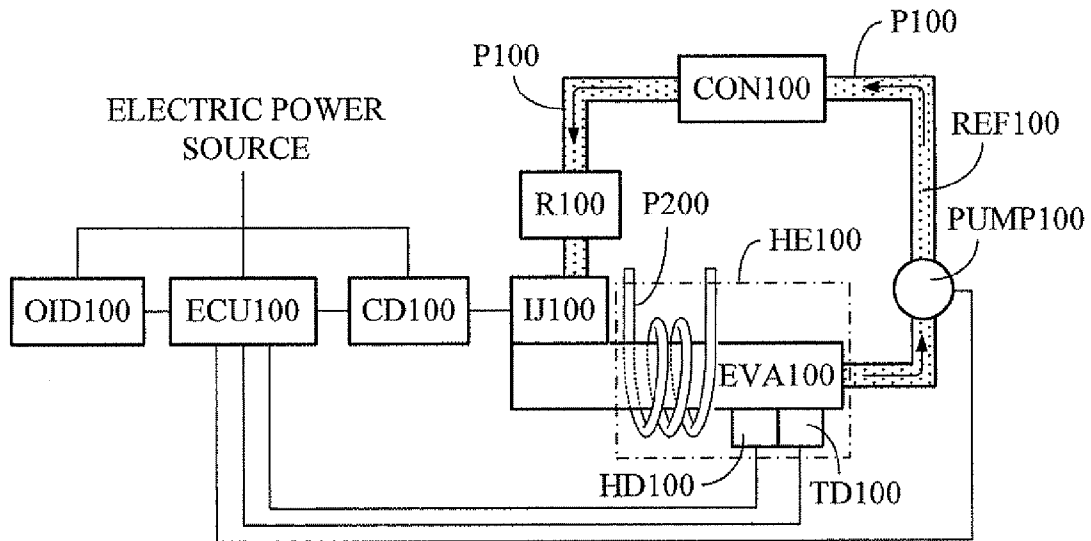 P100
P100
CON100
ELECTRIC POWER
SOURCE
REF100
R100
P200
PUMP100
HE100
OID100
ECU100
CD100
IJ100
EVA100
HD100
TD100